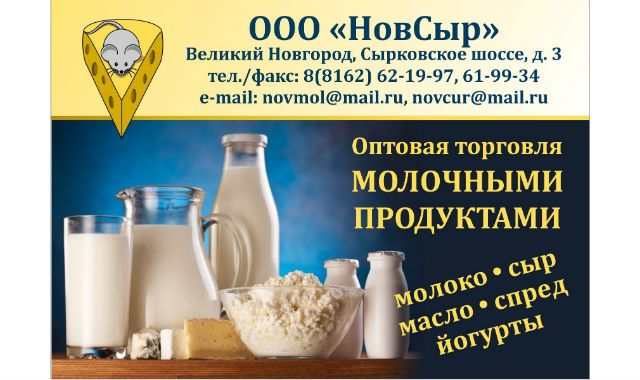 ООО «НовСыр»
Великий Новгород, Сырковское шоссе, д. 3
тел./факс: 8(8162) 62-19-97, 61-99-34
e-mail: novmol@mail.ru, novcur@mail.ru
Оптовая торговля
МОЛОЧНЫМИ
ПРОДУКТАМИ
молоко • сыр
масло • спред
йогурты